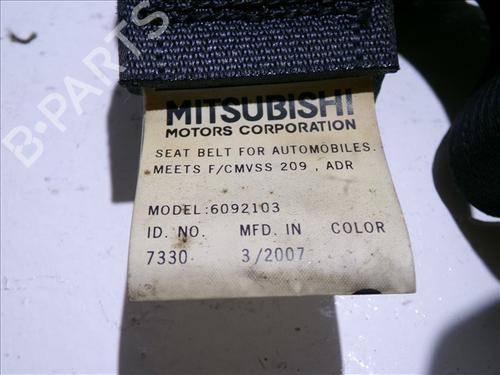 B-PARTS
MITSUBISHI
MOTORS CORPORATION
SEAT BELT FOR AUTOMOBILES.
MEETS F/CMVSS 209 , ADR
MODEL:6092103
ID. NO. MFD. IN COLOR
7330 3/2007